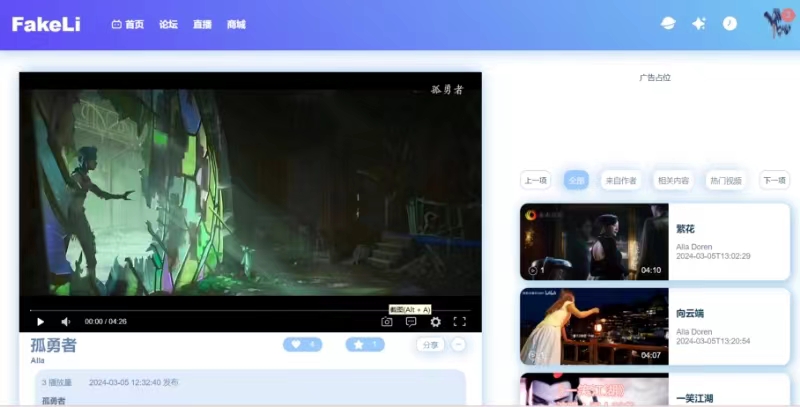 FakeLi
首页 论坛 直播 商城
3
广告占位
孤勇者
上一项 全部 来自作者 相关内容 热门视频 下一项
繁花
Alia Doren
2024-03-05T13:02:29
1 04:10
截图(Alt + A)
00:00 / 04:26
向云端
Alia Doren
2024-03-05T13:20:54
1 04:07
孤勇者
Alia
4 1 分享
3 播放量 2024-03-05 12:32:40 发布
孤勇者
一笑江湖